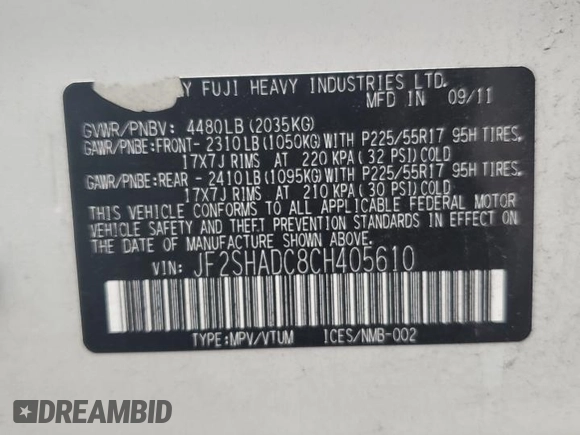 Y FUJI HEAVY INDUSTRIES LTD.
MFD IN 09/11
GVWR/PNBV: 4480LB(2035KG)
GAWR/PNBE:FRONT- 2310LB(1050KG)WITH P225/55R17 95H TIRES,
17X7J RIMS AT 220 KPA(32 PSI)COLD
GAWR/PNBE:REAR - 2410LB(1095KG)WITH P225/55R17 95H TIRES,
17X7J RIMS AT 210 KPA(30 PSI)COLD
THIS VEHICLE CONFORMS TO ALL APPLICABLE FEDERAL MOTOR
VEHICLE SAFETY AND THEFT PREVENTION STANDARDS IN EFFECT
ON THE DATE OF MANUFACTURE SHOWN ABOVE.
VIN: JF2SHADC8CH405610
TYPE:MPV/VTUM ICES/NMB-002
DREAMBID